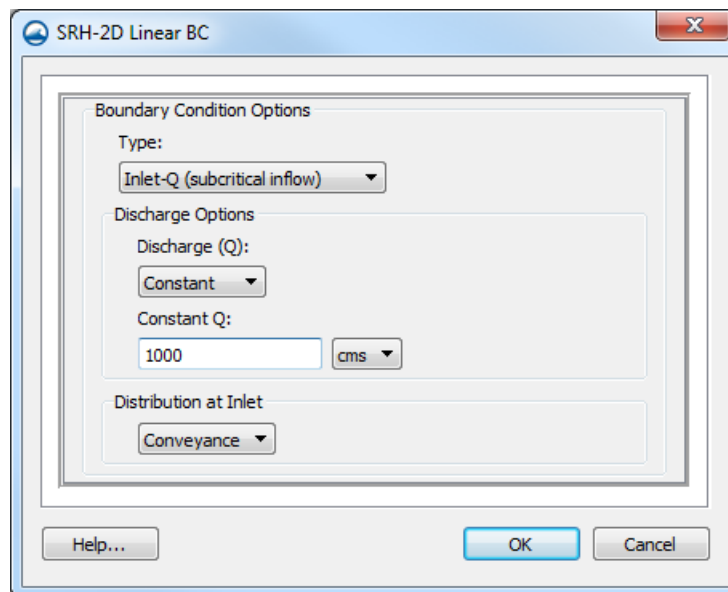 SRH-2D Linear BC
Boundary Condition Options
Type:
Inlet-Q (subcritical inflow)
Discharge Options
Discharge (Q):
Constant
Constant Q:
1000 cms
Distribution at Inlet
Conveyance
Help... OK Cancel